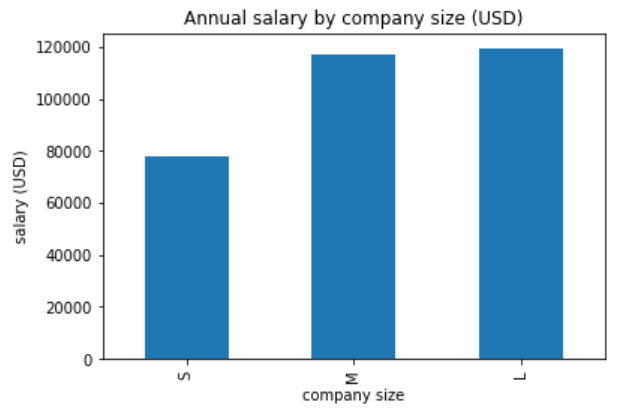 Annual salary by company size (USD)
120000
100000
80000
60000
40000
20000
0
salary (USD)
S
M
L
company size